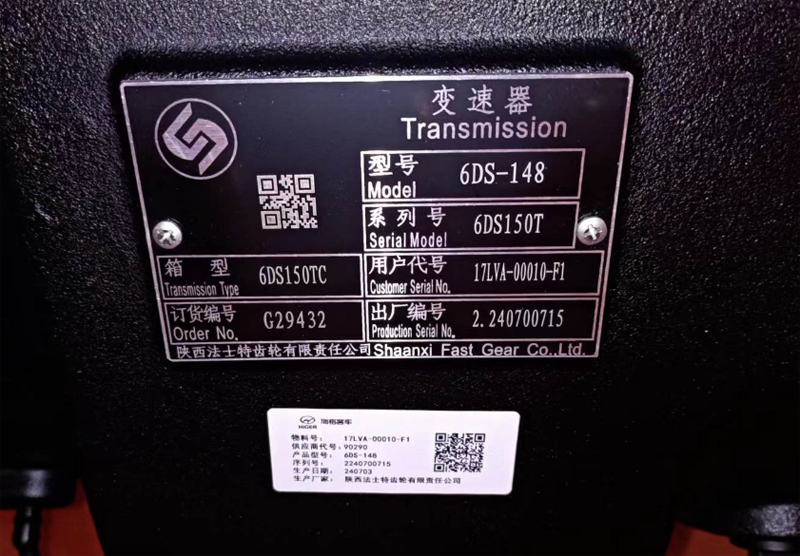 变速器
Transmission
型号 6DS-148
Model
系列号 6DS150T
Serial Model
箱型 6DS150TC
Transmission Type
用户代号 17LVA-00010-F1
Customer Serial No.
订货编号 G29432
Order No.
出厂编号 2.240700715
Production Serial No.
陕西法士特齿轮有限责任公司 Shaanxi Fast Gear Co.,Ltd.
HIGER 海格客车
物料号: 17LVA-00010-F1
供应商代号: 90290
产品型号: 6DS-148
序列号: 2240700715
生产日期: 240703
生产厂家: 陕西法士特齿轮有限责任公司